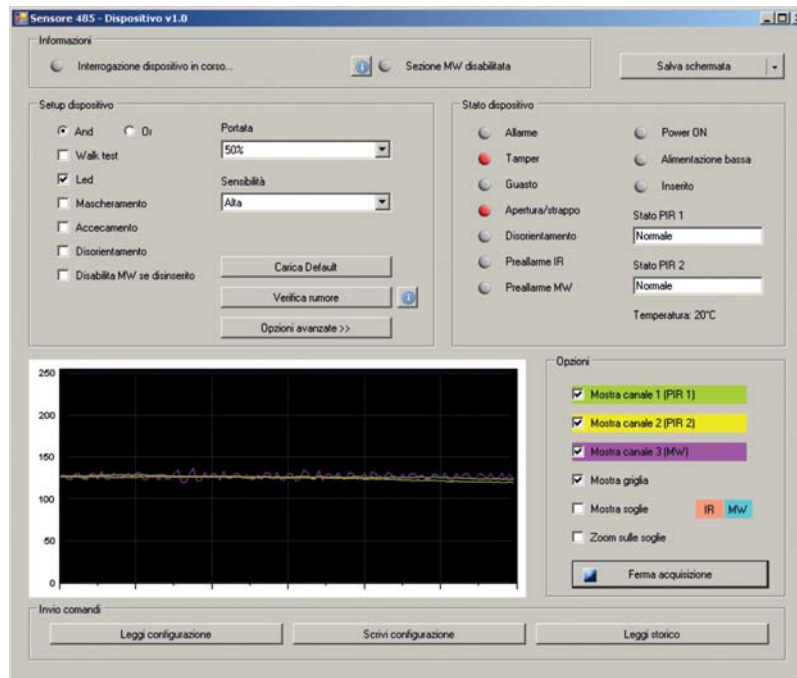 Sensore 485 - Dispositivo v1.0
Informazioni
Interrogazione dispositivo in corso...
Sezione MW disabilitata
Salva schermata
Setup dispositivo
And
Or
Walk test
Led
Mascheramento
Accecamento
Disorientamento
Disabilita MW se disinserito
Portata
50%
Sensibilità
Alta
Carica Default
Verifica rumore
Opzioni avanzate >>
Stato dispositivo
Allarme
Tamper
Guasto
Apertura/strappo
Disorientamento
Preallarme IR
Preallarme MW
Power ON
Alimentazione bassa
Inserito
Stato PIR 1
Normale
Stato PIR 2
Normale
Temperatura: 20°C
250
200
150
100
50
0
Opzioni
Mostra canale 1 (PIR 1)
Mostra canale 2 (PIR 2)
Mostra canale 3 (MW)
Mostra griglia
Mostra soglie
IR
MW
Zoom sulle soglie
Ferma acquisizione
Invio comandi
Leggi configurazione
Scrivi configurazione
Leggi storico